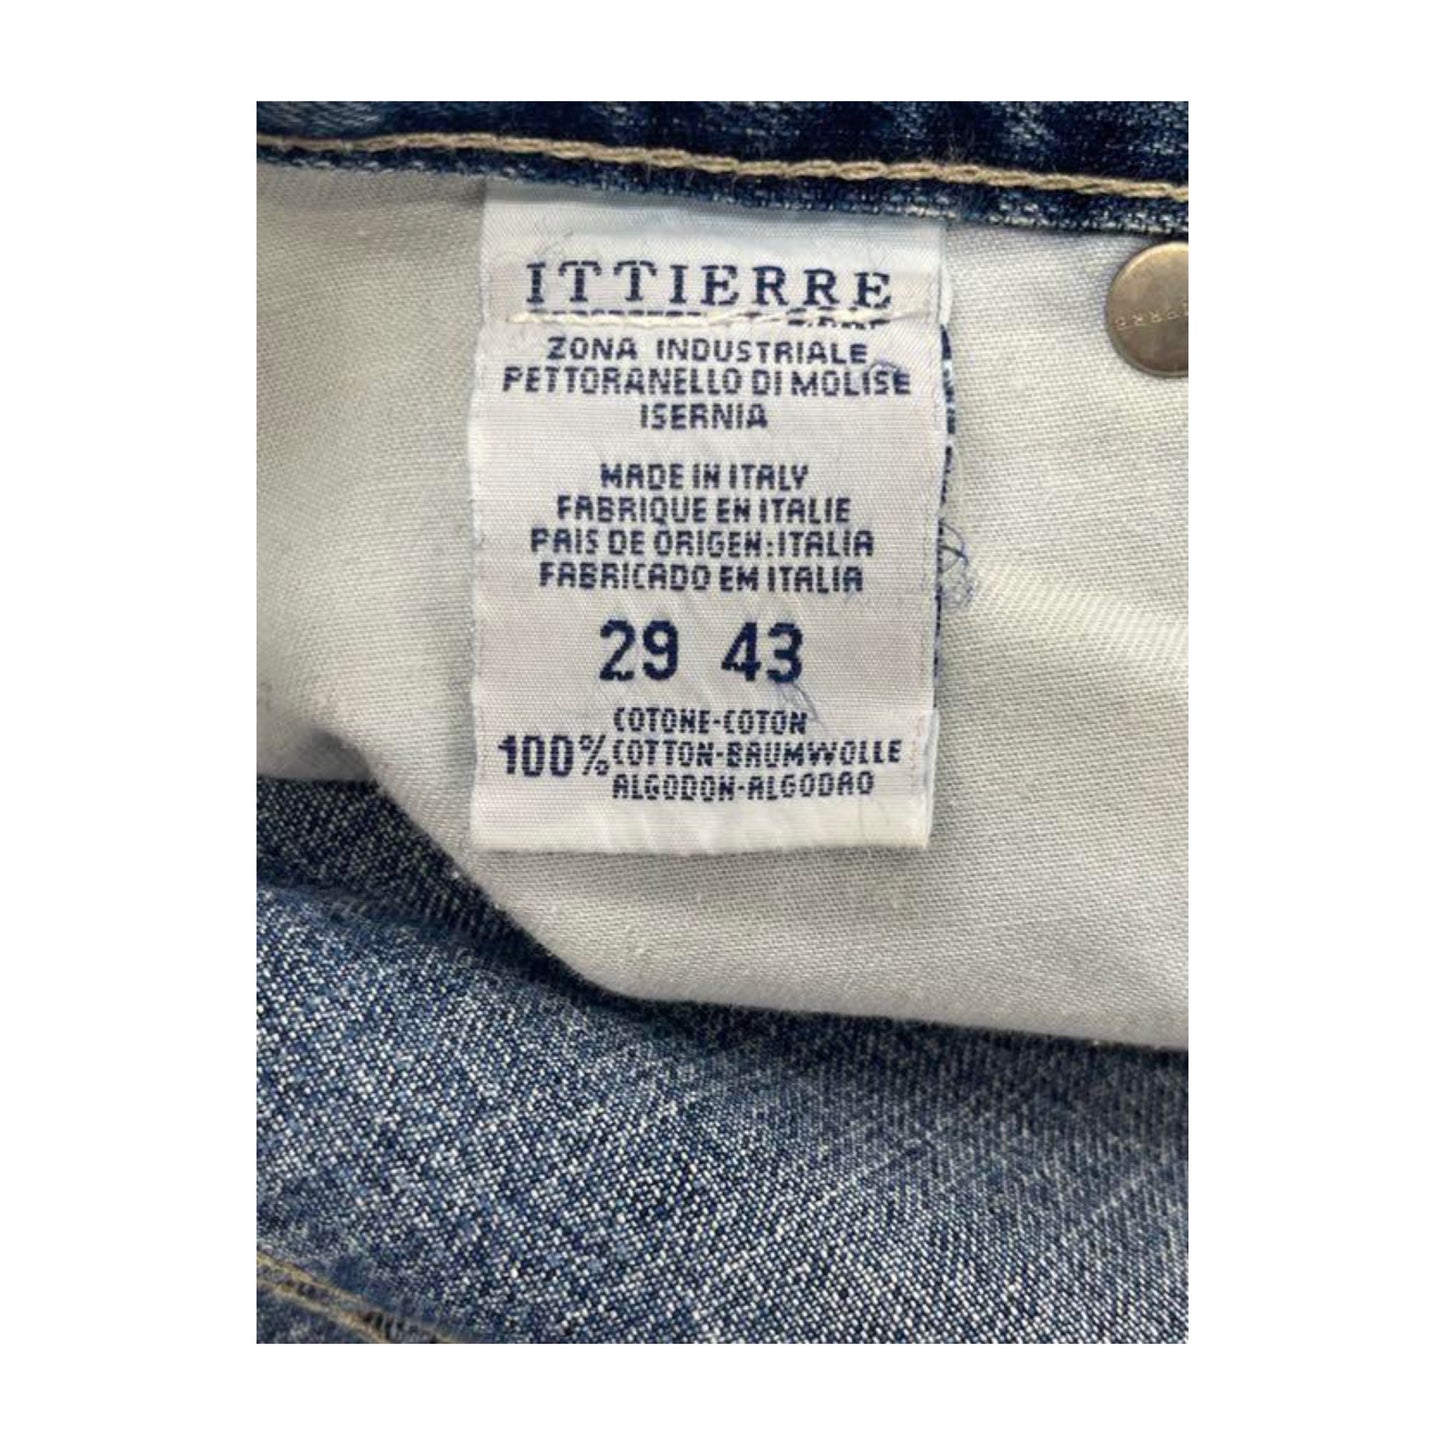 ITTIERRE
ZONA INDUSTRIALE
PETTORANELLO DI MOLISE
ISERNIA
MADE IN ITALY
FABRIQUE EN ITALIE
PAIS DE ORIGEN:ITALIA
FABRICADO EM ITALIA
29 43
COTONE-COTON
100% COTTON-BAUMWOLLE
ALGODON-ALGODAO